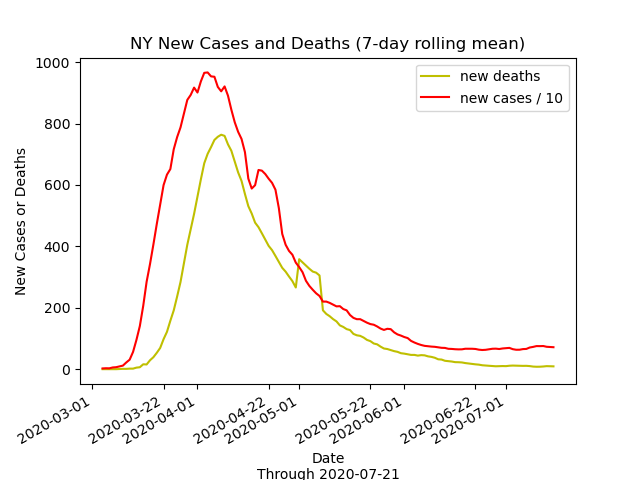 NY New Cases and Deaths (7-day rolling mean)
new deaths
new cases / 10
New Cases or Deaths
1000
800
600
400
200
0
2020-03-01
2020-03-22
2020-04-01
2020-04-22
2020-05-01
2020-05-22
2020-06-01
2020-06-22
2020-07-01
Date
Through 2020-07-21